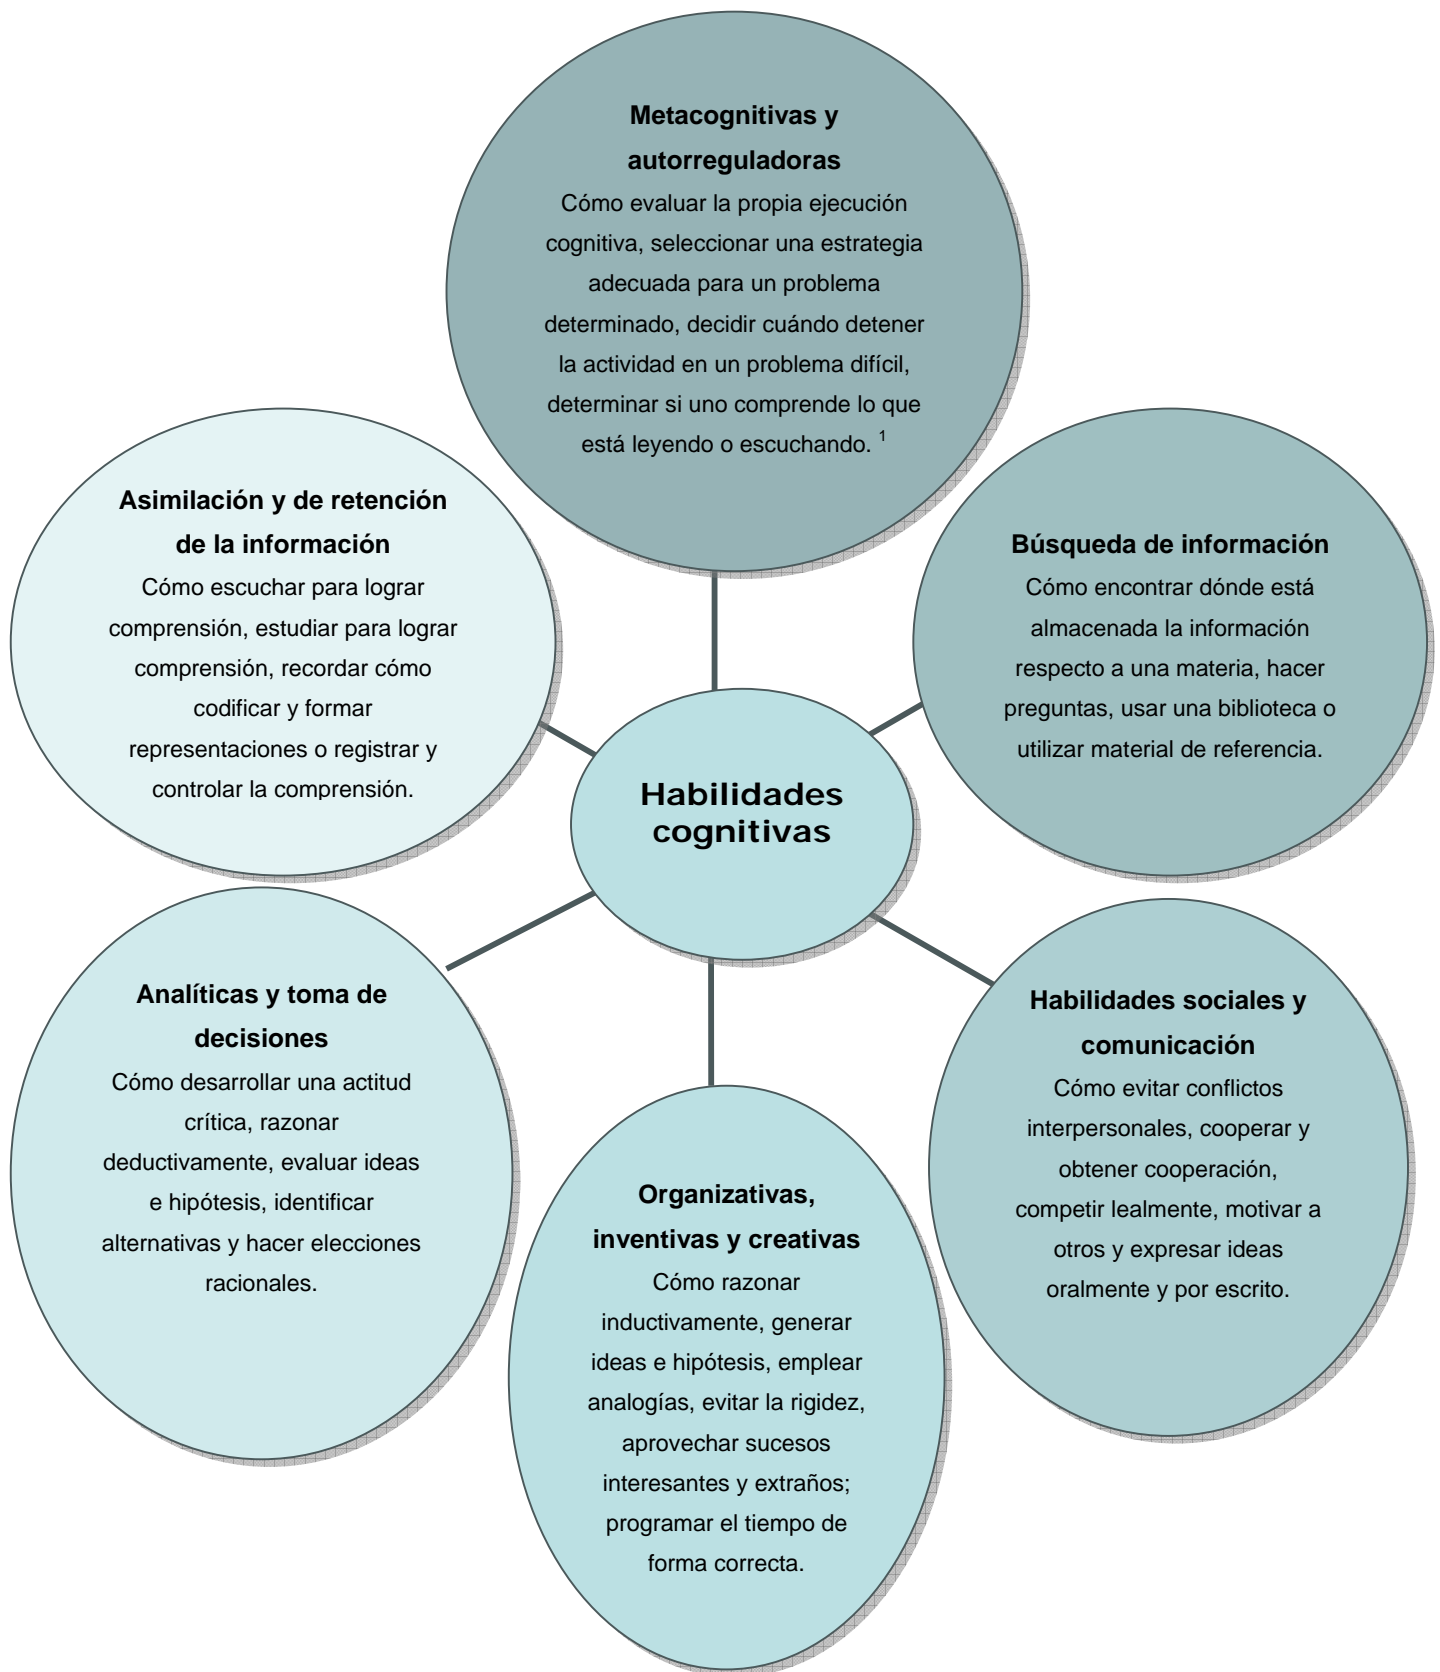 Metacognitivas y
autorreguladoras
Cómo evaluar la propia ejecución
cognitiva, seleccionar una estrategia
adecuada para un problema
determinado, decidir cuándo detener
la actividad en un problema difícil,
determinar si uno comprende lo que
está leyendo o escuchando. 1
Asimilación y de retención
de la información
Cómo escuchar para lograr
comprensión, estudiar para lograr
comprensión, recordar cómo
codificar y formar
representaciones o registrar y
controlar la comprensión.
Búsqueda de información
Cómo encontrar dónde está
almacenada la información
respecto a una materia, hacer
preguntas, usar una biblioteca o
utilizar material de referencia.
Habilidades
cognitivas
Analíticas y toma de
decisiones
Cómo desarrollar una actitud
crítica, razonar
deductivamente, evaluar ideas
e hipótesis, identificar
alternativas y hacer elecciones
racionales.
Habilidades sociales y
comunicación
Cómo evitar conflictos
interpersonales, cooperar y
obtener cooperación,
competir lealmente, motivar a
otros y expresar ideas
oralmente y por escrito.
Organizativas,
inventivas y creativas
Cómo razonar
inductivamente, generar
ideas e hipótesis, emplear
analogías, evitar la rigidez,
aprovechar sucesos
interesantes y extraños;
programar el tiempo de
forma correcta.